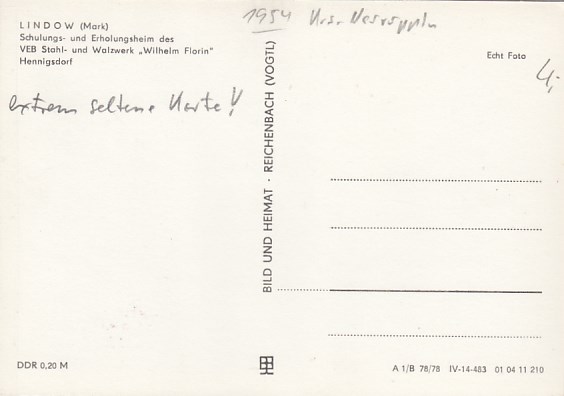 LINDOW (Mark)
Schulungs- und Erholungsheim des
VEB Stahl- und Walzwerk „Wilhelm Florin"
Hennigsdorf
1954 Krs. Neuruppin
Echt Foto
4,-
extrem seltene Karte!
BILD UND HEIMAT · REICHENBACH (VOGTL)
DDR 0,20 M
A 1/B 78/78 IV-14-483 01 04 11 210